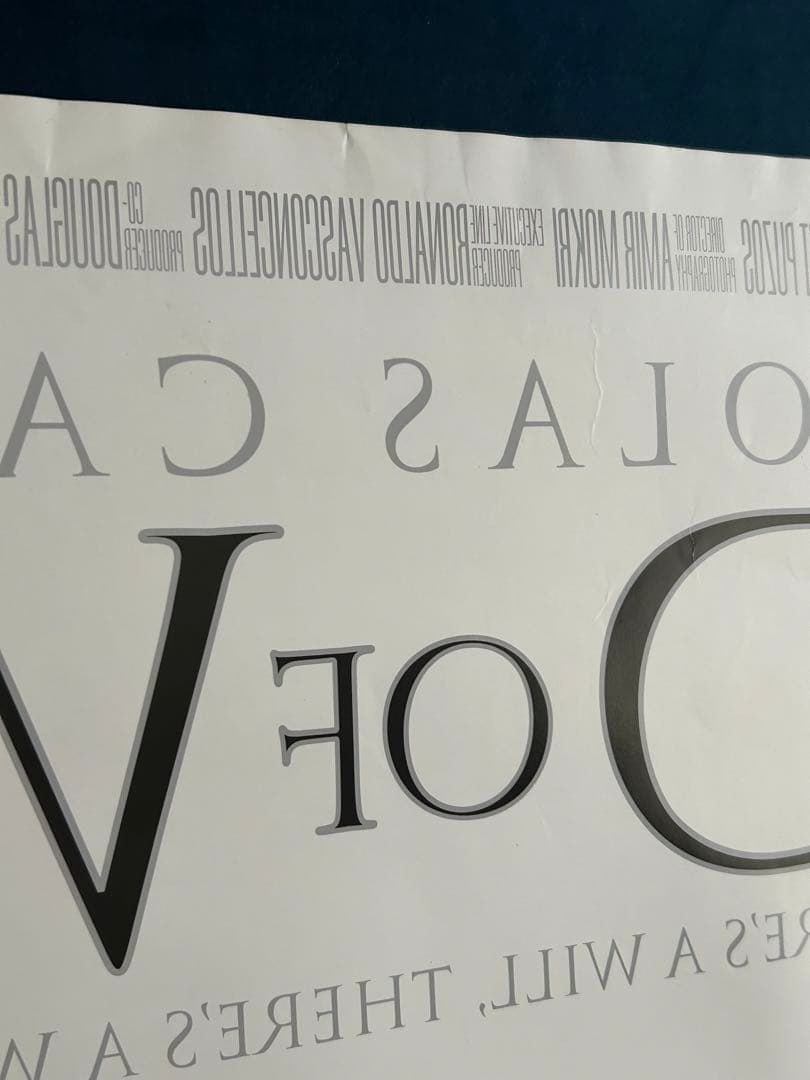 T PUZOS DIRECTOR OF PHOTOGRAPHY AMIR MOKRI EXECUTIVE LINE PRODUCER RONALDO VASCONCELLOS CO-PRODUCER DOUGLAS
OLAS CA
D OF W
RE'S A WILL, THERE'S A W